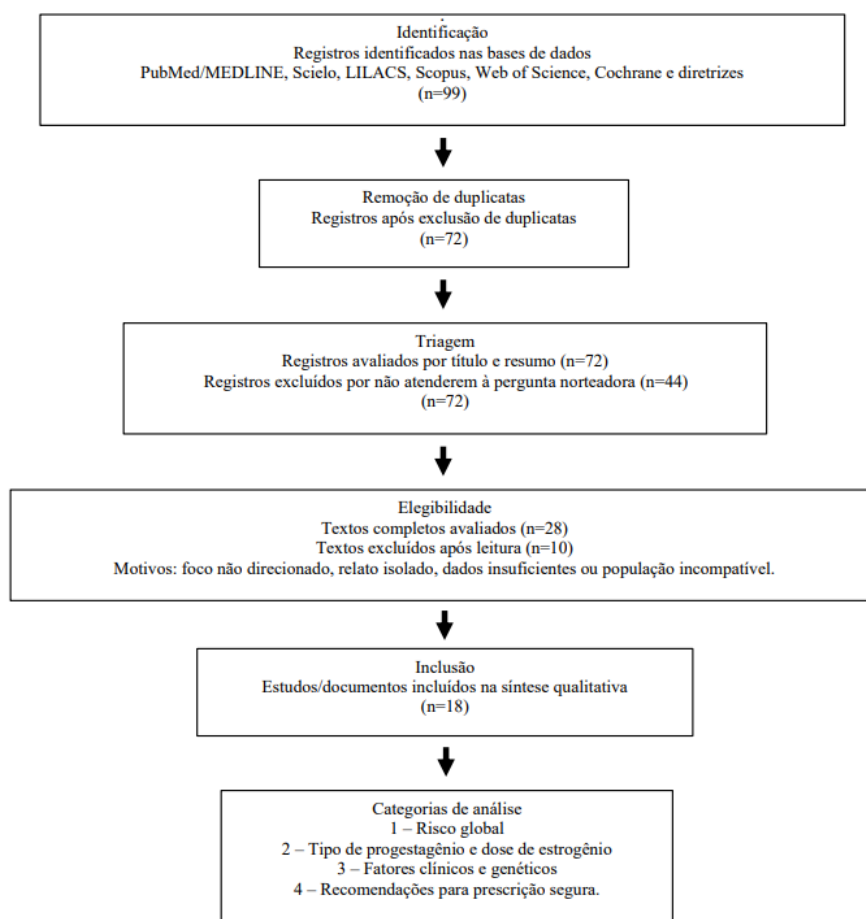 Identificação
Registros identificados nas bases de dados
PubMed/MEDLINE, Scielo, LILACS, Scopus, Web of Science, Cochrane e diretrizes
(n=99)
Remoção de duplicatas
Registros após exclusão de duplicatas
(n=72)
Triagem
Registros avaliados por título e resumo (n=72)
Registros excluídos por não atenderem à pergunta norteadora (n=44)
(n=72)
Elegibilidade
Textos completos avaliados (n=28)
Textos excluídos após leitura (n=10)
Motivos: foco não direcionado, relato isolado, dados insuficientes ou população incompatível.
Inclusão
Estudos/documentos incluídos na síntese qualitativa
(n=18)
Categorias de análise
1 – Risco global
2 – Tipo de progestagênio e dose de estrogênio
3 – Fatores clínicos e genéticos
4 – Recomendações para prescrição segura.